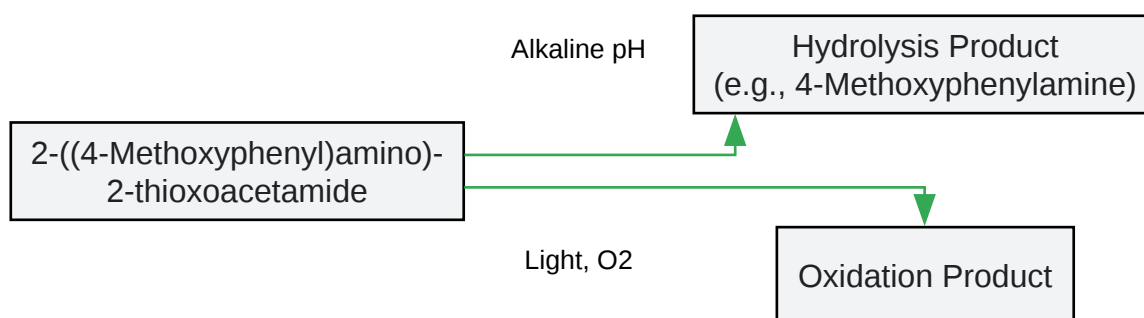 Alkaline pH
Hydrolysis Product
(e.g., 4-Methoxyphenylamine)
2-((4-Methoxyphenyl)amino)-
2-thioxoacetamide
Light, O2
Oxidation Product